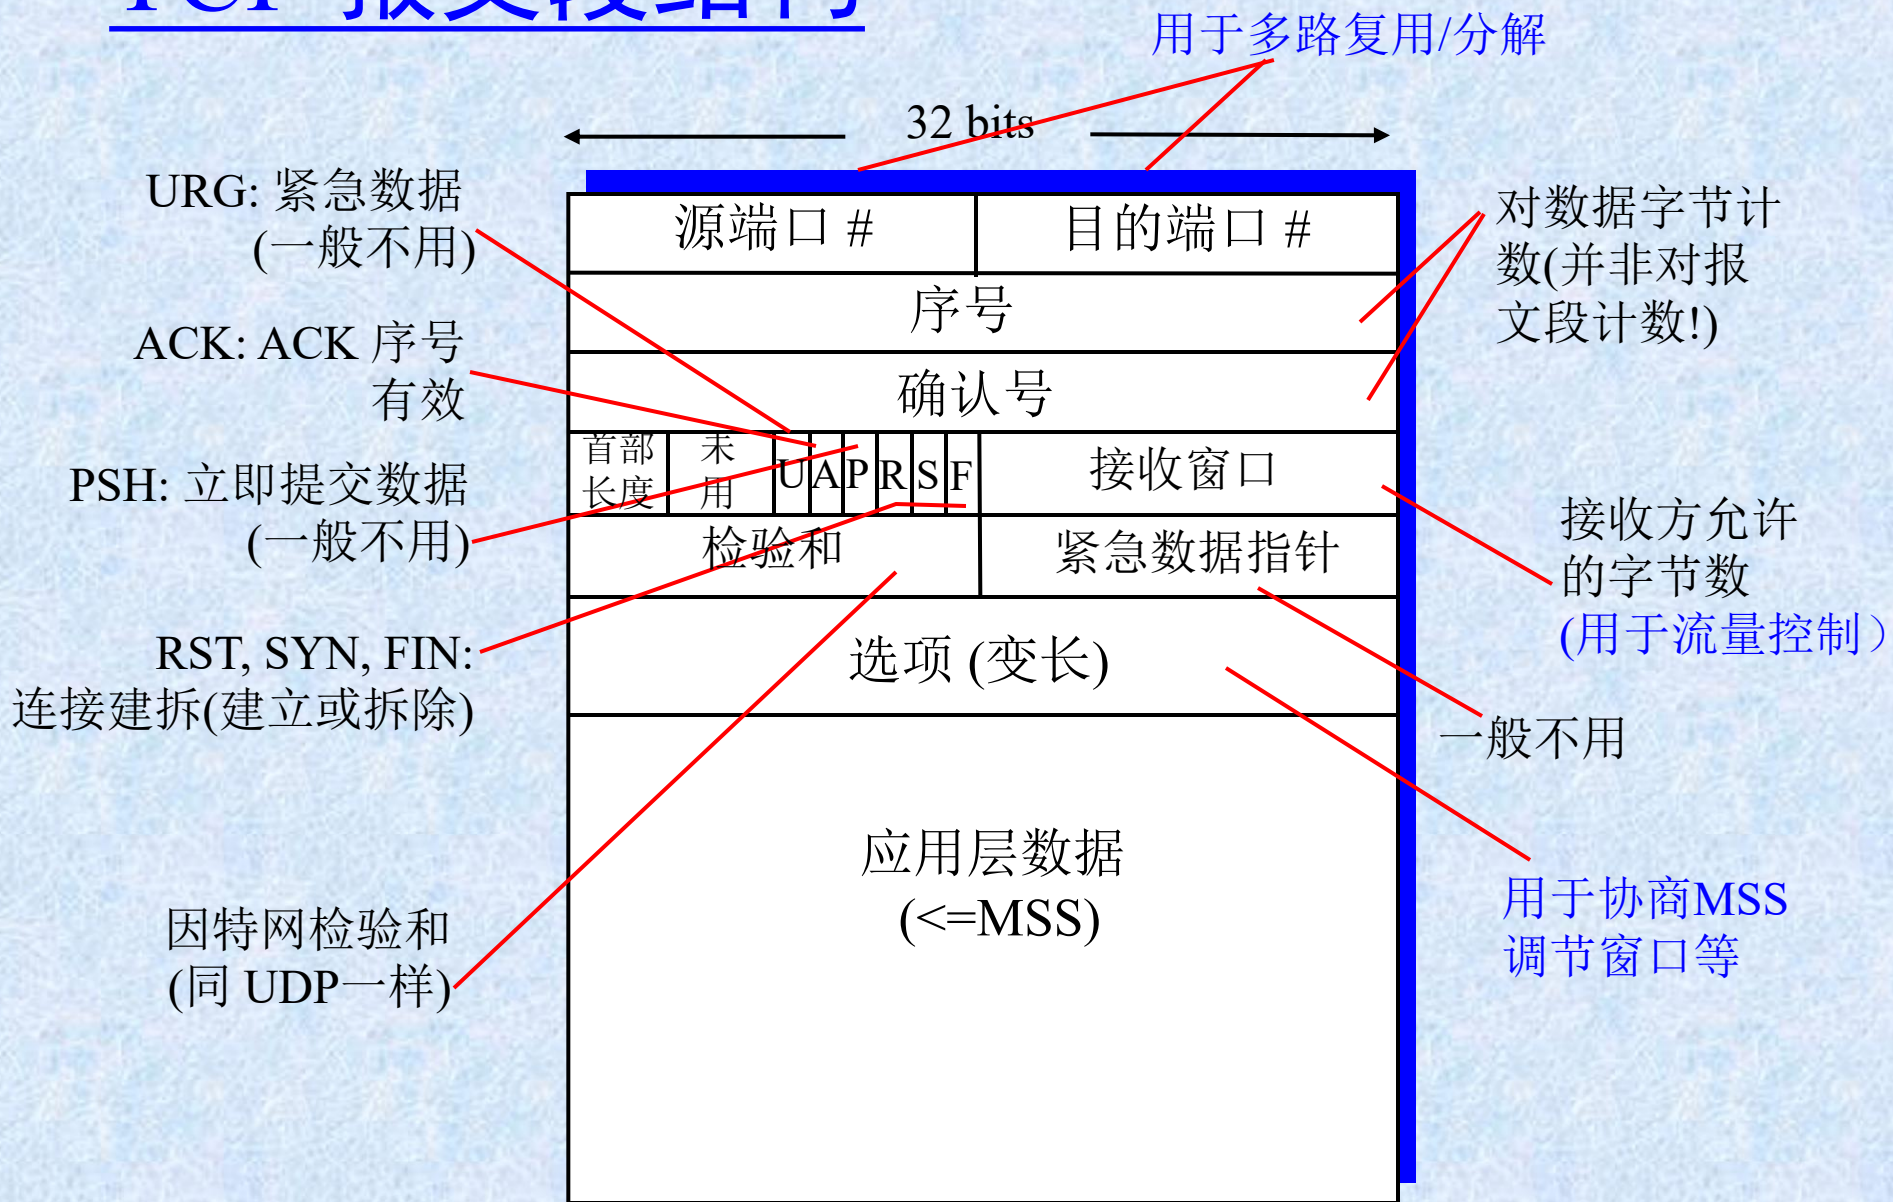 TCP 报文段结构
用于多路复用/分解
32 bits
URG: 紧急数据
(一般不用)
ACK: ACK 序号
有效
PSH: 立即提交数据
(一般不用)
RST, SYN, FIN:
连接建拆(建立或拆除)
因特网检验和
(同 UDP一样)
源端口 #
目的端口 #
序号
确认号
首部
长度
未
用
U A P R S F
接收窗口
检验和
紧急数据指针
选项 (变长)
应用层数据
(<=MSS)
对数据字节计
数(并非对报
文段计数!)
接收方允许
的字节数
(用于流量控制）
一般不用
用于协商MSS
调节窗口等